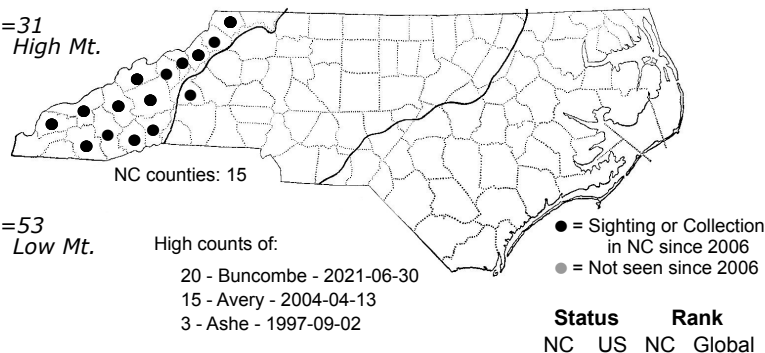 =31
High Mt.
NC counties: 15
=53
Low Mt.
High counts of:
20 - Buncombe - 2021-06-30
15 - Avery - 2004-04-13
3 - Ashe - 1997-09-02
= Sighting or Collection
in NC since 2006
= Not seen since 2006
Status Rank
NC US NC Global